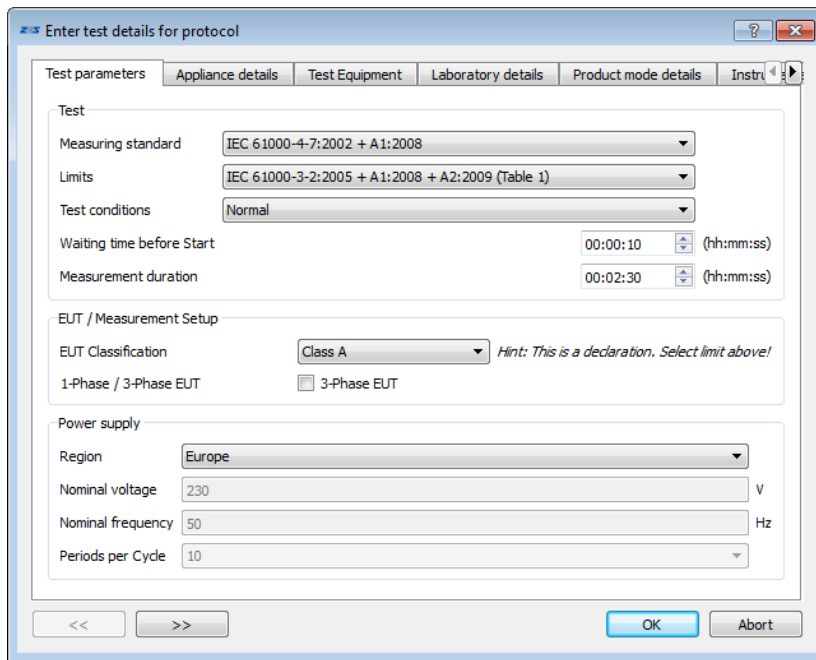 ZES Enter test details for protocol
Test parameters Appliance details Test Equipment Laboratory details Product mode details
Test
Measuring standard IEC 61000-4-7:2002 + A1:2008
Limits IEC 61000-3-2:2005 + A1:2008 + A2:2009 (Table 1)
Test conditions Normal
Waiting time before Start 00:00:10 (hh:mm:ss)
Measurement duration 00:02:30 (hh:mm:ss)
EUT / Measurement Setup
EUT Classification Class A Hint: This is a declaration. Select limit above!
1-Phase / 3-Phase EUT 3-Phase EUT
Power supply
Region Europe
Nominal voltage 230 V
Nominal frequency 50 Hz
Periods per Cycle 10
<< >> OK Abort